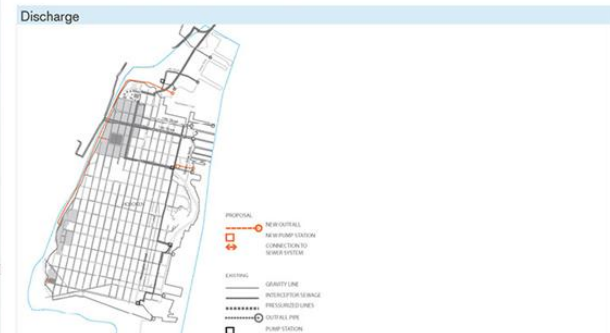 Discharge
HOBOKEN
PROPOSAL
NEW OUTFALL
NEW PUMP STATION
CONNECTION TO
SEWER SYSTEM
EXISTING
GRAVITY LINE
INTERCEPTOR SEWAGE
PRESSURIZED LINES
OUTFALL PIPE
PUMP STATION